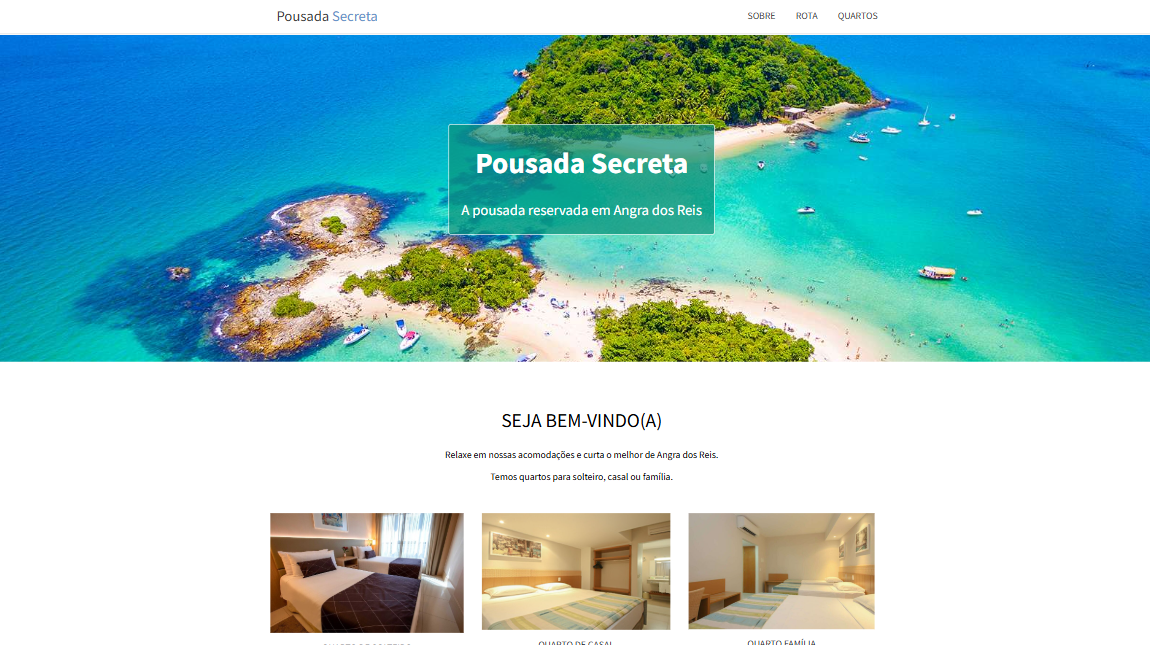 Pousada Secreta
SOBRE ROTA QUARTOS
Pousada Secreta
A pousada reservada em Angra dos Reis
SEJA BEM-VINDO(A)
Relaxe em nossas acomodações e curta o melhor de Angra dos Reis.
Temos quartos para solteiro, casal ou família.
QUARTO DE CASAL
QUARTO FAMÍLIA